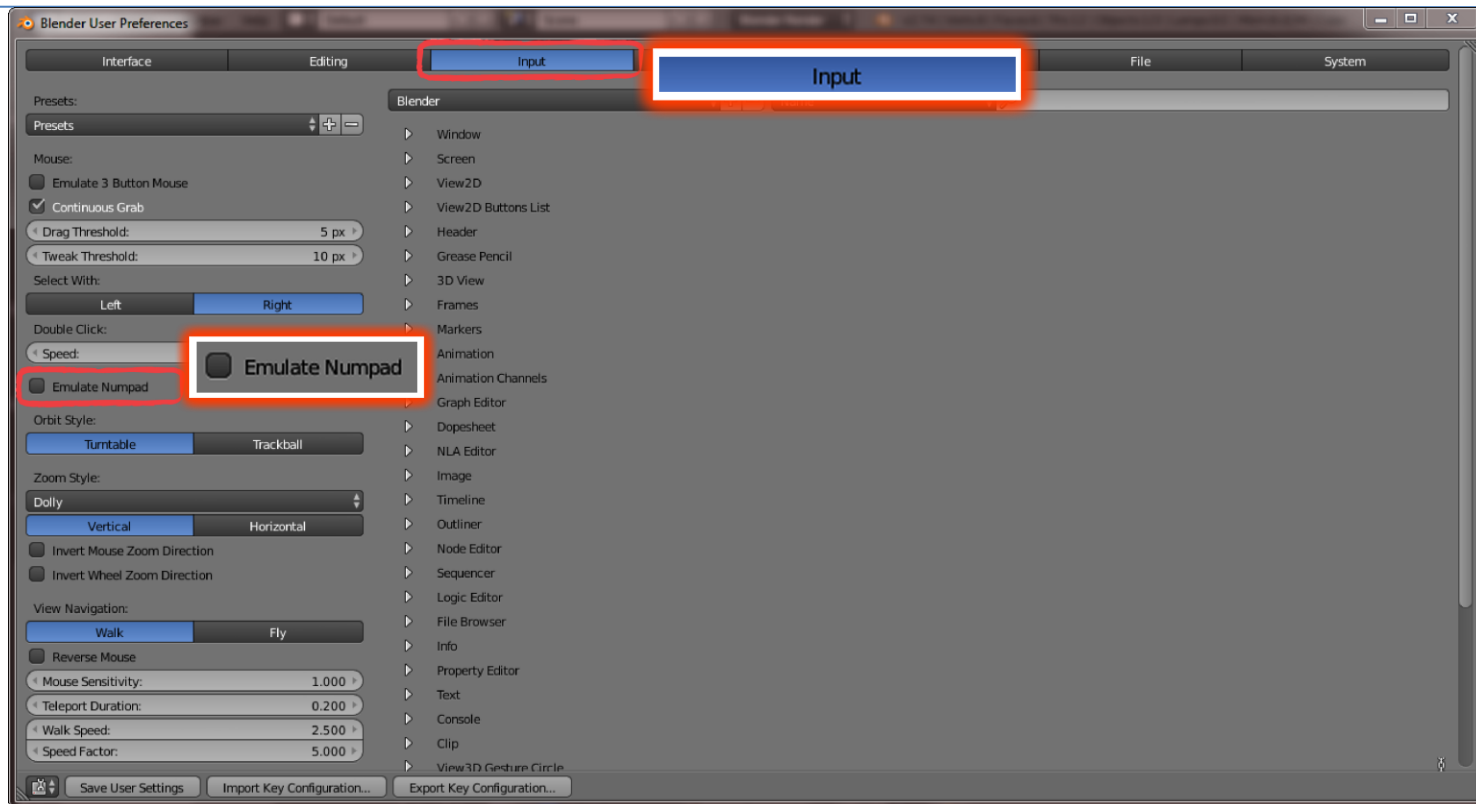 Blender User Preferences
Interface
Editing
Input
Input
File
System
Presets:
Presets
Mouse:
Emulate 3 Button Mouse
Continuous Grab
Drag Threshold: 5 px
Tweak Threshold: 10 px
Select With:
Left Right
Double Click:
Speed:
Emulate Numpad
Emulate Numpad
Orbit Style:
Turntable Trackball
Zoom Style:
Dolly
Vertical Horizontal
Invert Mouse Zoom Direction
Invert Wheel Zoom Direction
View Navigation:
Walk Fly
Reverse Mouse
Mouse Sensitivity: 1.000
Teleport Duration: 0.200
Walk Speed: 2.500
Speed Factor: 5.000
Blender
Window
Screen
View2D
View2D Buttons List
Header
Grease Pencil
3D View
Frames
Markers
Animation
Animation Channels
Graph Editor
Dopesheet
NLA Editor
Image
Timeline
Outliner
Node Editor
Sequencer
Logic Editor
File Browser
Info
Property Editor
Text
Console
Clip
View3D Gesture Circle
Save User Settings
Import Key Configuration...
Export Key Configuration...